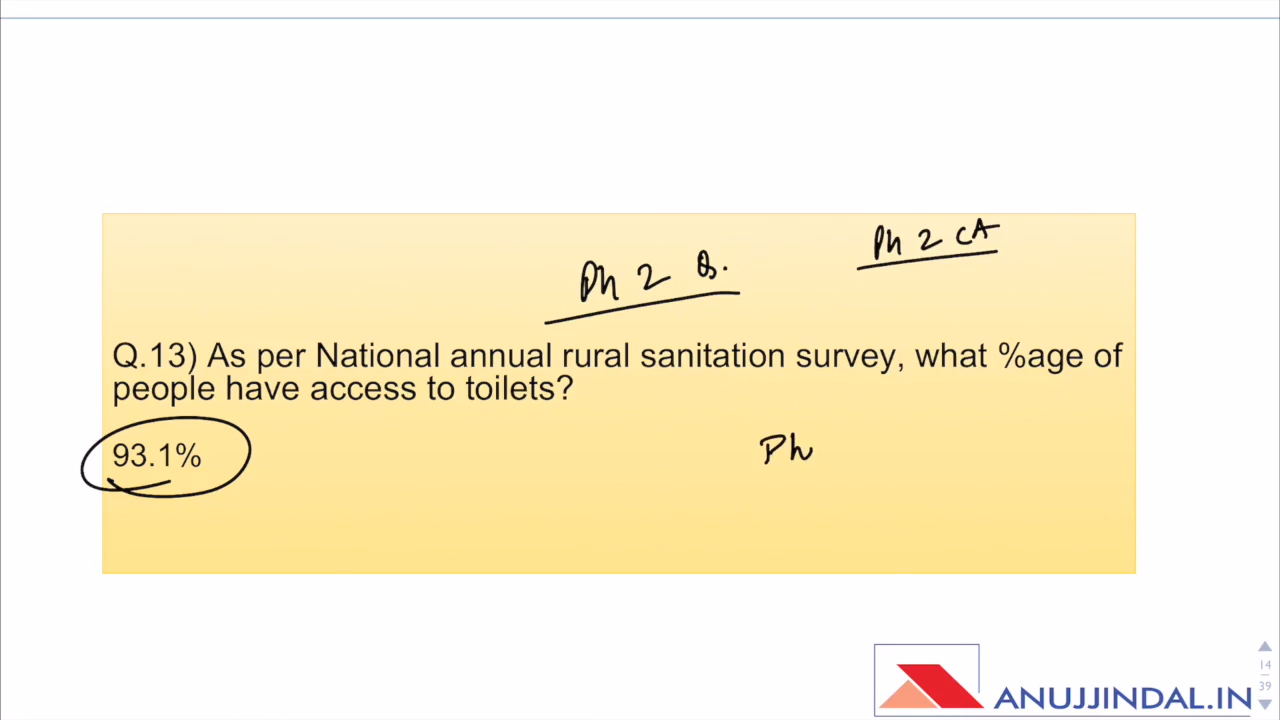 Ph 2 CA
Ph 2 Q.
Q.13) As per National annual rural sanitation survey, what %age of
people have access to toilets?
93.1%
Ph
14
39
ANUJJINDAL.IN